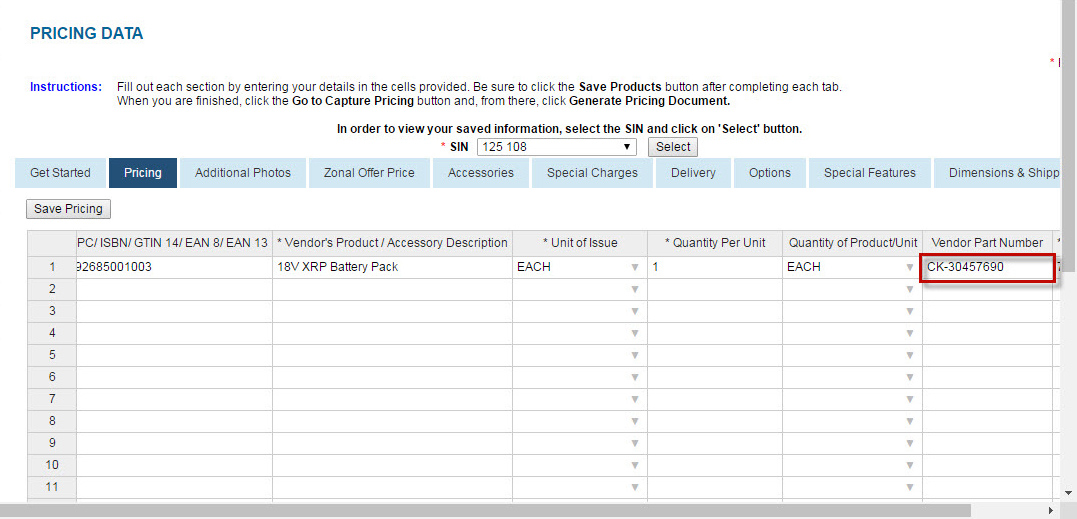 PRICING DATA
*
Instructions: Fill out each section by entering your details in the cells provided. Be sure to click the Save Products button after completing each tab.
When you are finished, click the Go to Capture Pricing button and, from there, click Generate Pricing Document.
In order to view your saved information, select the SIN and click on 'Select' button.
* SIN 125 108 Select
Get Started Pricing Additional Photos Zonal Offer Price Accessories Special Charges Delivery Options Special Features Dimensions & Shipp
Save Pricing
PC/ ISBN/ GTIN 14/ EAN 8/ EAN 13 * Vendor's Product / Accessory Description * Unit of Issue * Quantity Per Unit Quantity of Product/Unit Vendor Part Number *
1 92685001003 18V XRP Battery Pack EACH 1 EACH CK-30457690
2
3
4
5
6
7
8
9
10
11